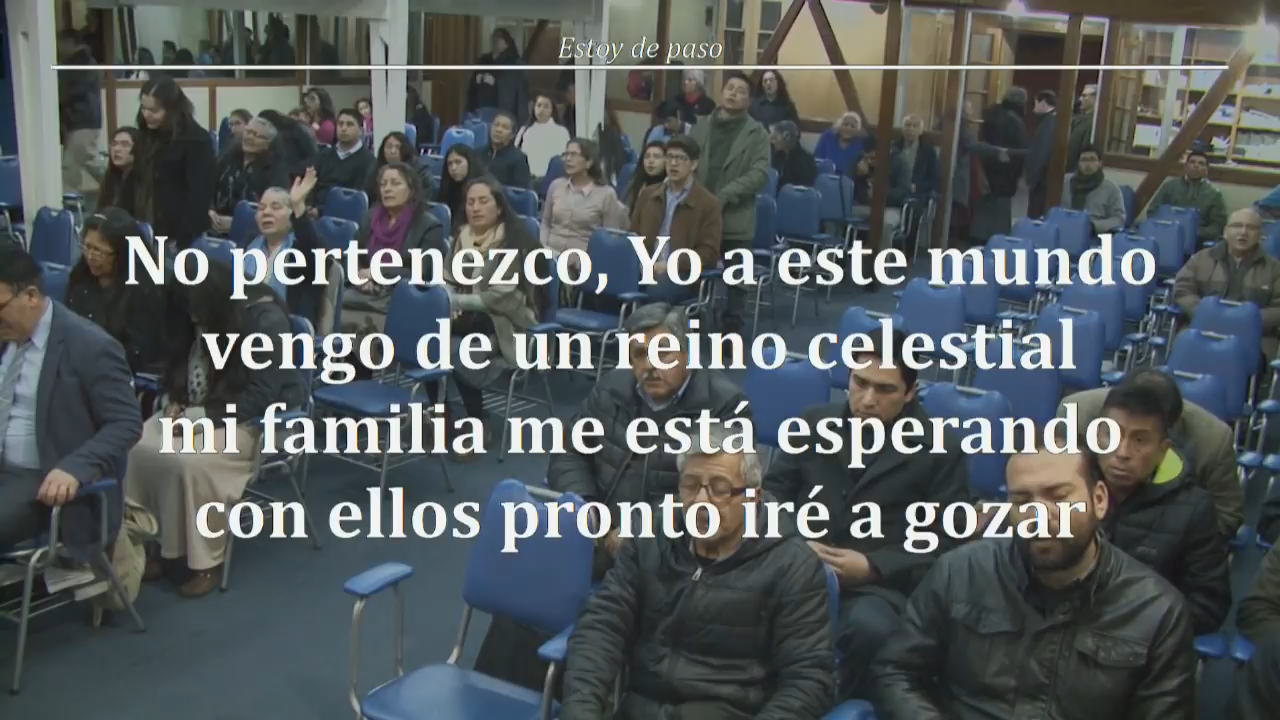 Estoy de paso
No pertenezco, Yo a este mundo
vengo de un reino celestial
mi familia me está esperando
con ellos pronto iré a gozar